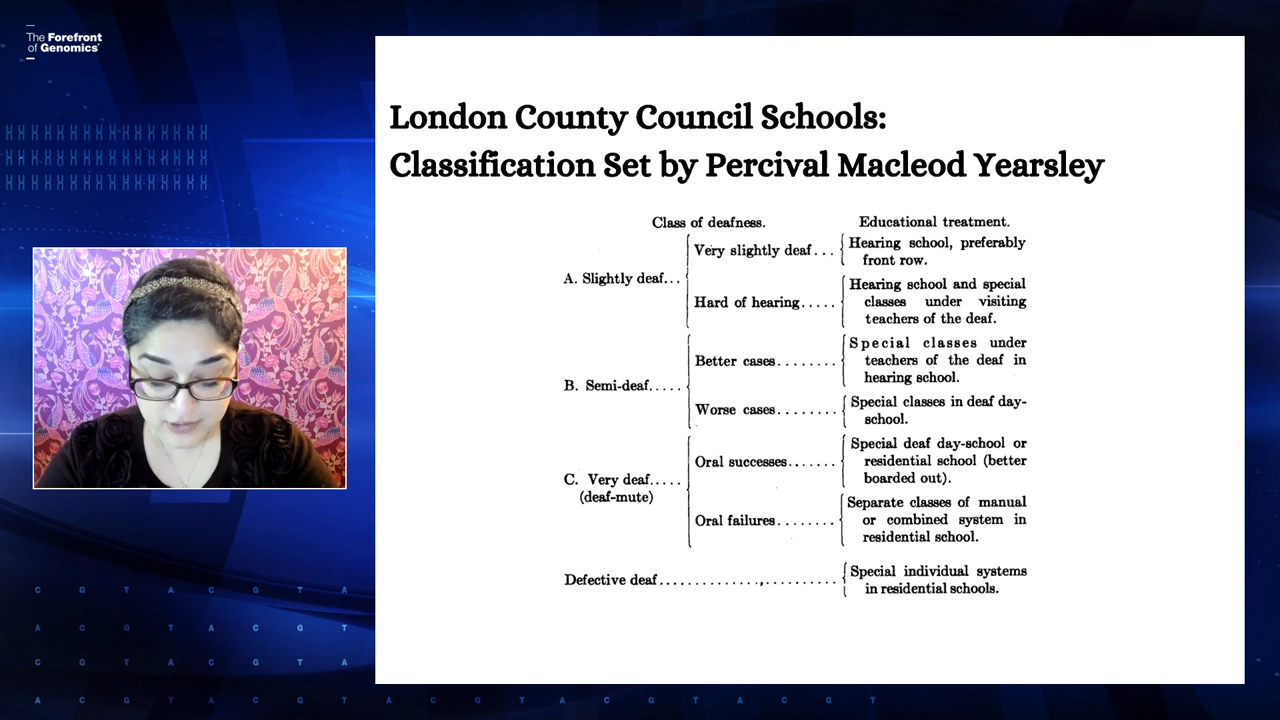 The Forefront
of Genomics®
London County Council Schools:
Classification Set by Percival Macleod Yearsley
Class of deafness.
Educational treatment.
A. Slightly deaf...
Very slightly deaf...
Hearing school, preferably
front row.
Hard of hearing.....
Hearing school and special
classes under visiting
teachers of the deaf.
B. Semi-deaf.....
Better cases........
Special classes under
teachers of the deaf in
hearing school.
Worse cases........
Special classes in deaf day-
school.
C. Very deaf.....
(deaf-mute)
Oral successes.......
Special deaf day-school or
residential school (better
boarded out).
Oral failures........
Separate classes of manual
or combined system in
residential school.
Defective deaf..............,..........
Special individual systems
in residential schools.
C G T A C G T A
A C G T A C G T
C G T A C G T A
A C G T A C G T A C G T A C G T A C G T